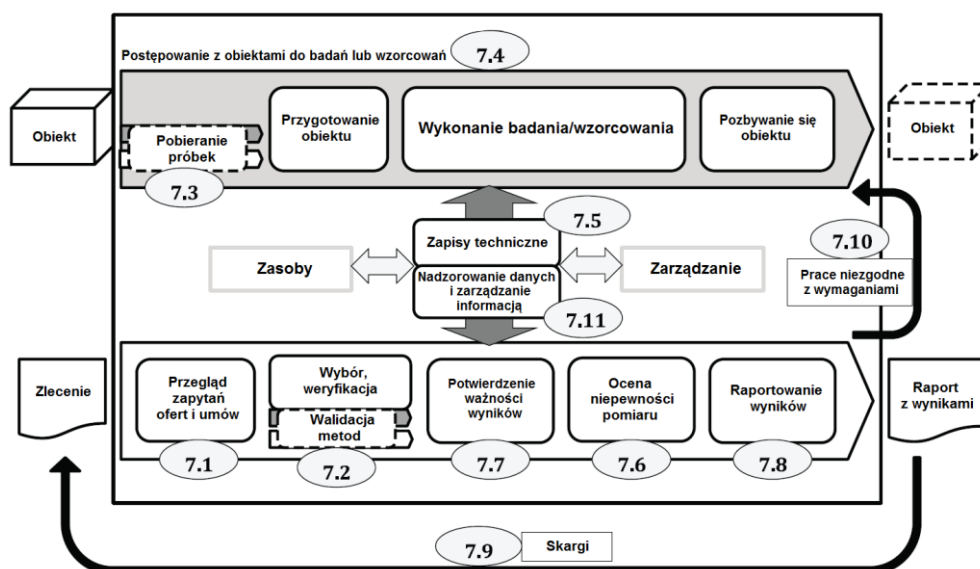 Postępowanie z obiektami do badań lub wzorcowań
7.4
Obiekt
Pobieranie
próbek
7.3
Przygotowanie
obiektu
Wykonanie badania/wzorcowania
Pozbywanie się
obiektu
Obiekt
7.5
Zapisy techniczne
Zasoby
Nadzorowanie danych
i zarządzanie
informacją
7.11
Zarządzanie
7.10
Prace niezgodne
z wymaganiami
Zlecenie
Przegląd
zapytań
ofert i umów
7.1
Wybór,
weryfikacja
Walidacja
metod
7.2
Potwierdzenie
ważności
wyników
7.7
Ocena
niepewności
pomiaru
7.6
Raportowanie
wyników
7.8
Raport
z wynikami
7.9
Skargi